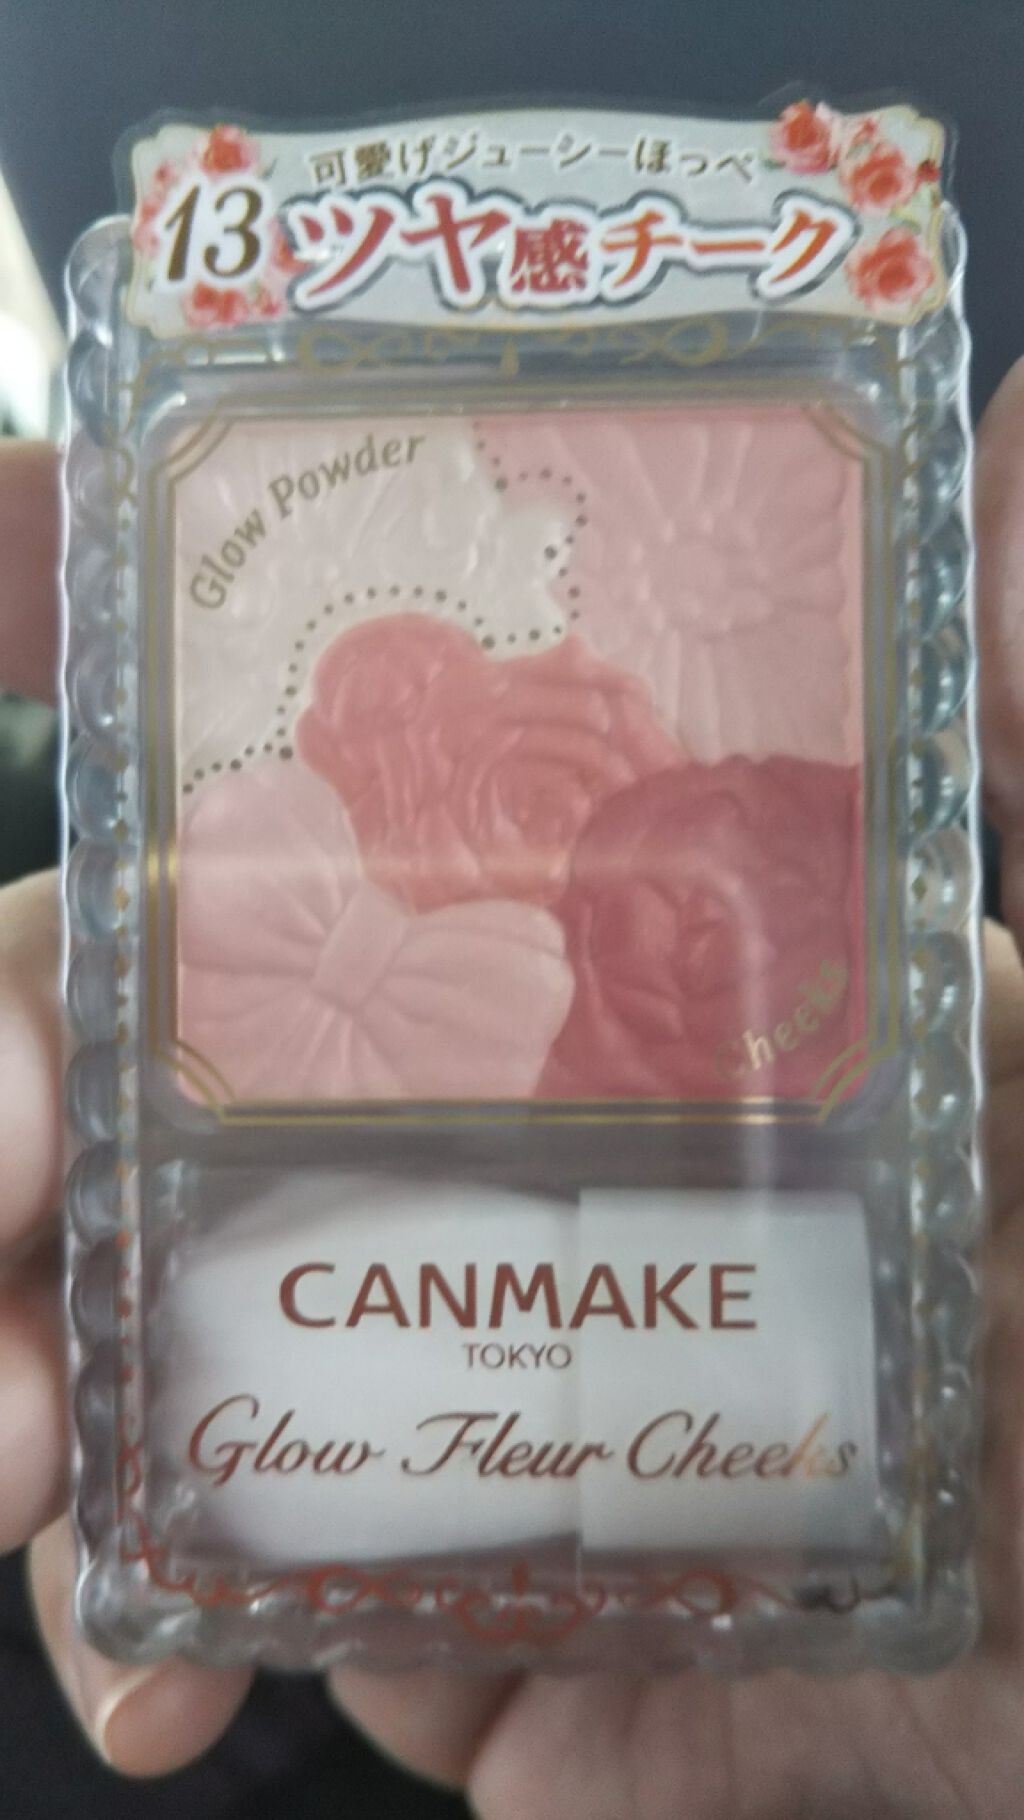 可愛げジューシーほっぺ
13 ツヤ感チーク
Glow Powder
Cheeks
CANMAKE
TOKYO
Glow Fleur Cheeks